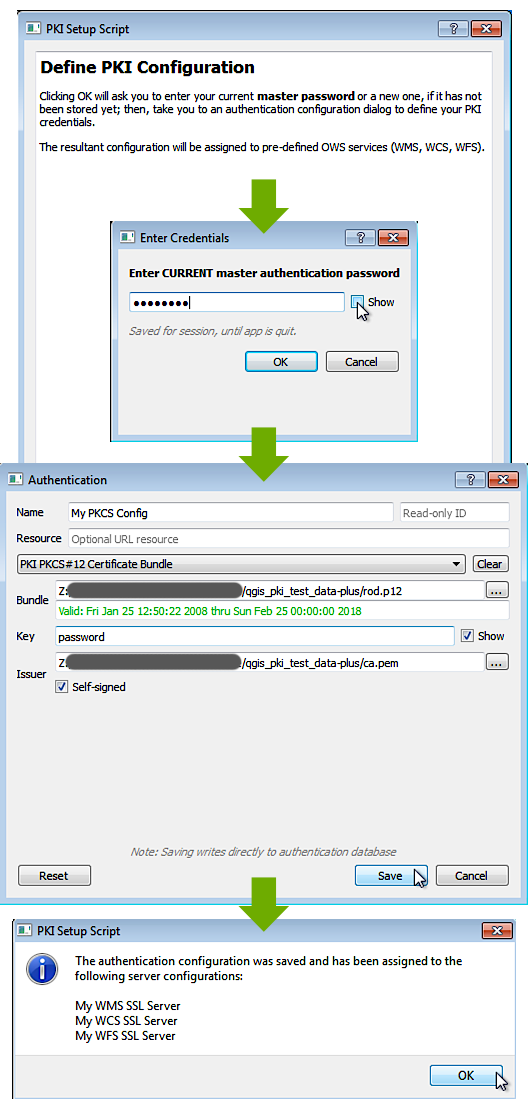 PKI Setup Script
Define PKI Configuration
Clicking OK will ask you to enter your current master password or a new one, if it has not
been stored yet; then, take you to an authentication configuration dialog to define your PKI
credentials.
The resultant configuration will be assigned to pre-defined OWS services (WMS, WCS, WFS).
Enter Credentials
Enter CURRENT master authentication password
Show
Saved for session, until app is quit.
OK Cancel
Authentication
Name My PKCS Config Read-only ID
Resource Optional URL resource
PKI PKCS#12 Certificate Bundle Clear
Bundle Z: /qgis_pki_test_data-plus/rod.p12 ...
Valid: Fri Jan 25 12:50:22 2008 thru Sun Feb 25 00:00:00 2018
Key password Show
Issuer Z: /qgis_pki_test_data-plus/ca.pem ...
Self-signed
Note: Saving writes directly to authentication database
Reset Save Cancel
PKI Setup Script
The authentication configuration was saved and has been assigned to the
following server configurations:
My WMS SSL Server
My WCS SSL Server
My WFS SSL Server
OK